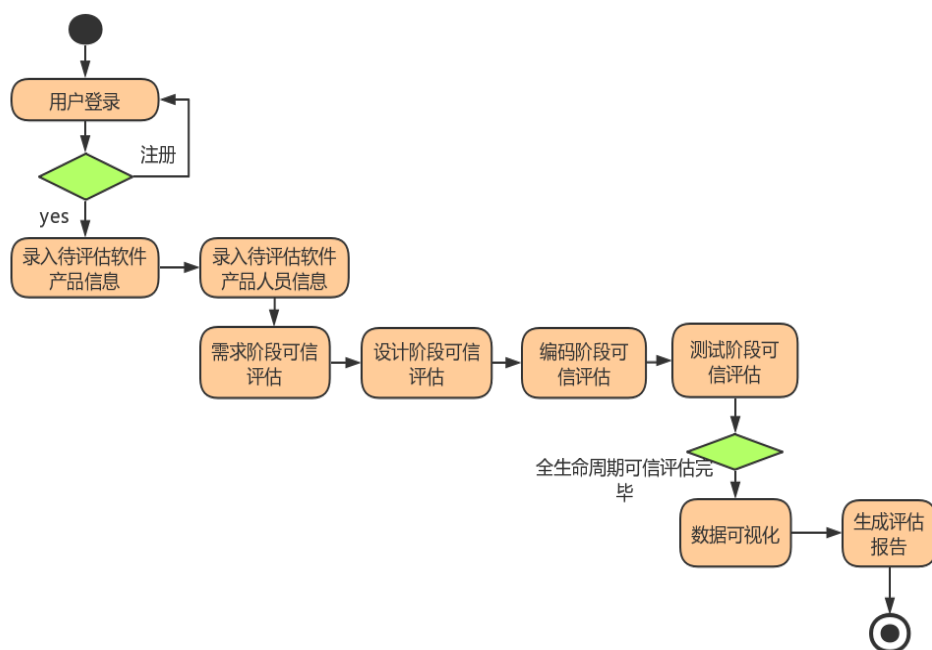 用户登录
注册
yes
录入待评估软件
产品信息
录入待评估软件
产品人员信息
需求阶段可信
评估
设计阶段可信
评估
编码阶段可
信评估
测试阶段可
信评估
全生命周期可信评估完
毕
数据可视化
生成评估
报告